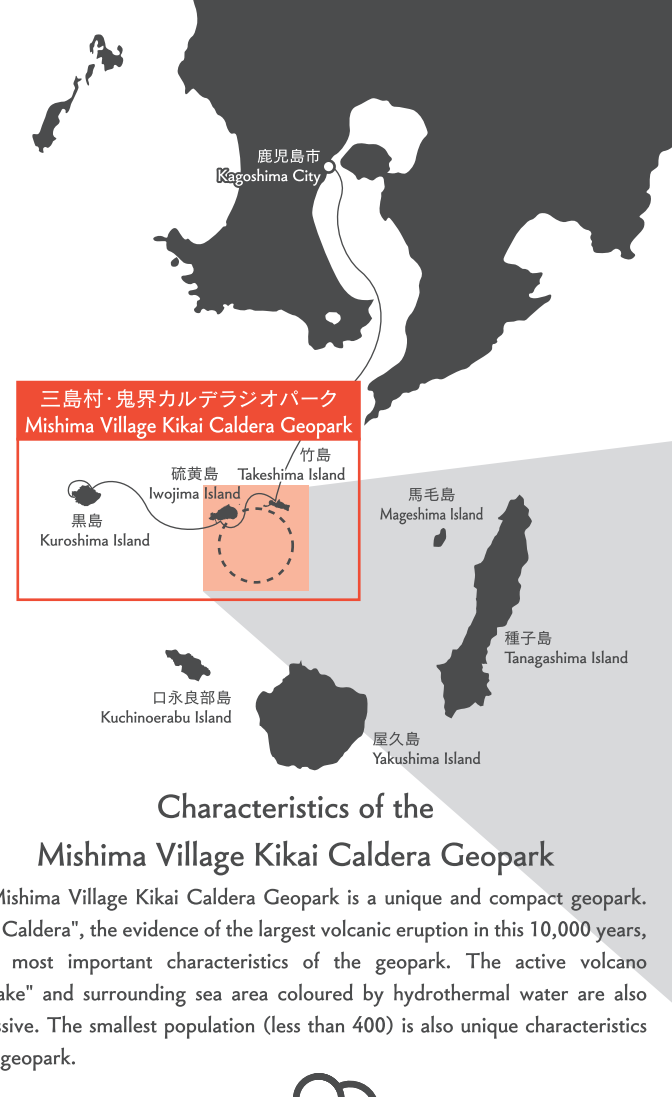 鹿児島市
Kagoshima City
三島村・鬼界カルデラジオパーク
Mishima Village Kikai Caldera Geopark
竹島
Takeshima Island
硫黄島
Iwojima Island
黒島
Kuroshima Island
馬毛島
Mageshima Island
種子島
Tanagashima Island
口永良部島
Kuchinoerabu Island
屋久島
Yakushima Island
Characteristics of the
Mishima Village Kikai Caldera Geopark
Mishima Village Kikai Caldera Geopark is a unique and compact geopark.
Caldera", the evidence of the largest volcanic eruption in this 10,000 years,
most important characteristics of the geopark. The active volcano
ake" and surrounding sea area coloured by hydrothermal water are also
ssive. The smallest population (less than 400) is also unique characteristics
geopark.